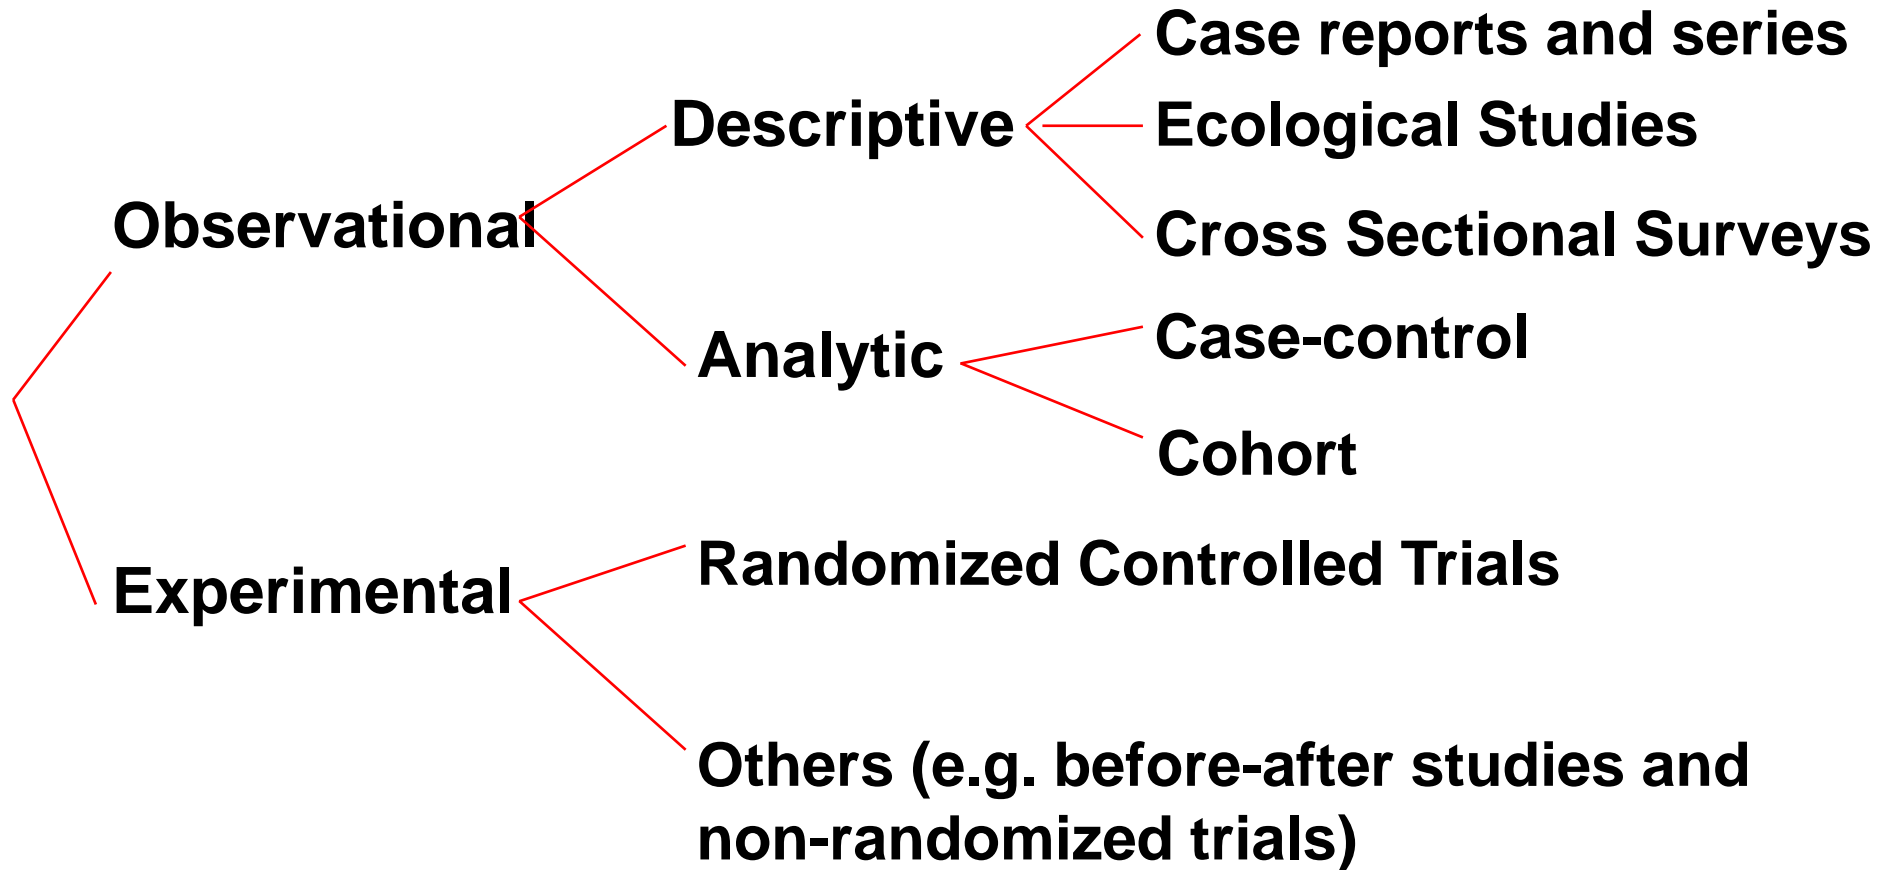 Case reports and series
Descriptive
Ecological Studies
Observational
Cross Sectional Surveys
Analytic
Case-control
Cohort
Experimental
Randomized Controlled Trials
Others (e.g. before-after studies and
non-randomized trials)